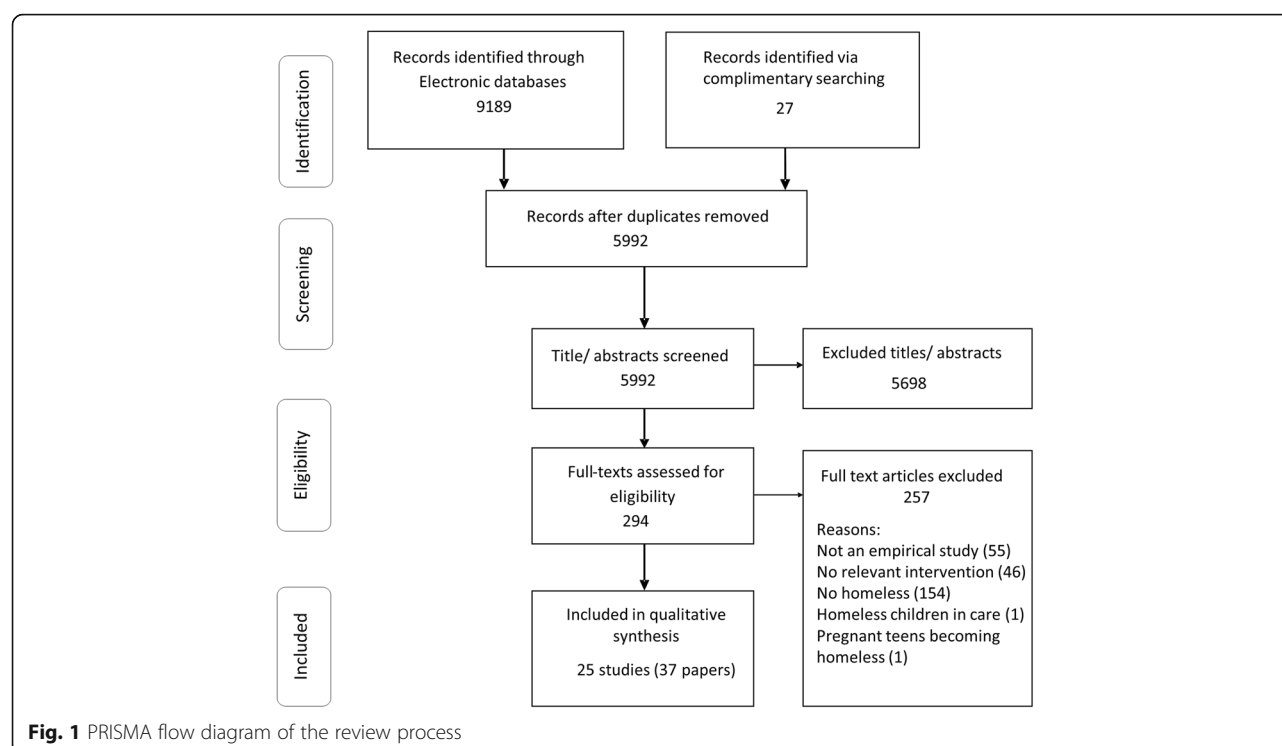 Identification
Records identified through
Electronic databases
9189
Records identified via
complimentary searching
27
Screening
Records after duplicates removed
5992
Title/ abstracts screened
5992
Excluded titles/ abstracts
5698
Eligibility
Full-texts assessed for
eligibility
294
Full text articles excluded
257
Reasons:
Not an empirical study (55)
No relevant intervention (46)
No homeless (154)
Homeless children in care (1)
Pregnant teens becoming
homeless (1)
Included
Included in qualitative
synthesis
25 studies (37 papers)
Fig. 1 PRISMA flow diagram of the review process